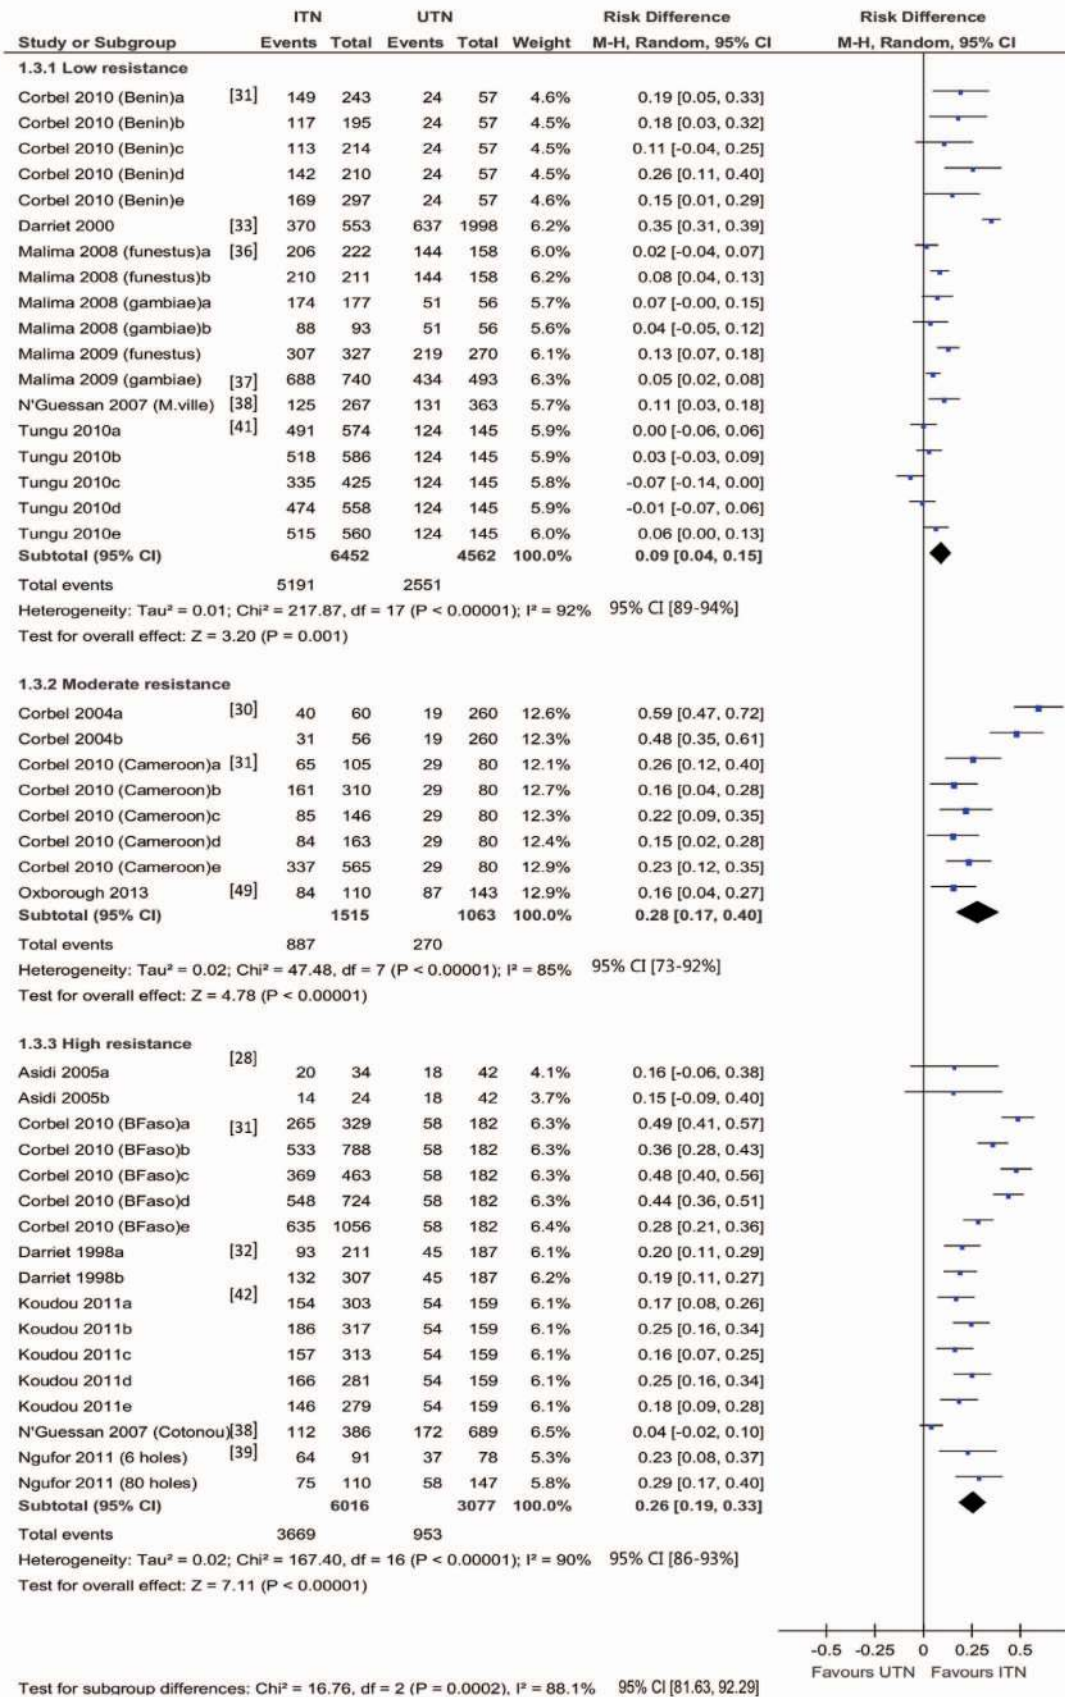 ITN UTN Risk Difference Risk Difference
Study or Subgroup Events Total Events Total Weight M-H, Random, 95% CI M-H, Random, 95% CI
1.3.1 Low resistance
Corbel 2010 (Benin)a [31] 149 243 24 57 4.6% 0.19 [0.05, 0.33]
Corbel 2010 (Benin)b 117 195 24 57 4.5% 0.18 [0.03, 0.32]
Corbel 2010 (Benin)c 113 214 24 57 4.5% 0.11 [-0.04, 0.25]
Corbel 2010 (Benin)d 142 210 24 57 4.5% 0.26 [0.11, 0.40]
Corbel 2010 (Benin)e 169 297 24 57 4.6% 0.15 [0.01, 0.29]
Darriet 2000 [33] 370 553 637 1998 6.2% 0.35 [0.31, 0.39]
Malima 2008 (funestus)a [36] 206 222 144 158 6.0% 0.02 [-0.04, 0.07]
Malima 2008 (funestus)b 210 211 144 158 6.2% 0.08 [0.04, 0.13]
Malima 2008 (gambiae)a 174 177 51 56 5.7% 0.07 [-0.00, 0.15]
Malima 2008 (gambiae)b 88 93 51 56 5.6% 0.04 [-0.05, 0.12]
Malima 2009 (funestus) 307 327 219 270 6.1% 0.13 [0.07, 0.18]
Malima 2009 (gambiae) [37] 688 740 434 493 6.3% 0.05 [0.02, 0.08]
N'Guessan 2007 (M.ville) [38] 125 267 131 363 5.7% 0.11 [0.03, 0.18]
Tungu 2010a [41] 491 574 124 145 5.9% 0.00 [-0.06, 0.06]
Tungu 2010b 518 586 124 145 5.9% 0.03 [-0.03, 0.09]
Tungu 2010c 335 425 124 145 5.8% -0.07 [-0.14, 0.00]
Tungu 2010d 474 558 124 145 5.9% -0.01 [-0.07, 0.06]
Tungu 2010e 515 560 124 145 6.0% 0.06 [0.00, 0.13]
Subtotal (95% CI) 6452 4562 100.0% 0.09 [0.04, 0.15]
Total events 5191 2551
Heterogeneity: Tau² = 0.01; Chi² = 217.87, df = 17 (P < 0.00001); I² = 92% 95% CI [89-94%]
Test for overall effect: Z = 3.20 (P = 0.001)
1.3.2 Moderate resistance
Corbel 2004a [30] 40 60 19 260 12.6% 0.59 [0.47, 0.72]
Corbel 2004b 31 56 19 260 12.3% 0.48 [0.35, 0.61]
Corbel 2010 (Cameroon)a [31] 65 105 29 80 12.1% 0.26 [0.12, 0.40]
Corbel 2010 (Cameroon)b 161 310 29 80 12.7% 0.16 [0.04, 0.28]
Corbel 2010 (Cameroon)c 85 146 29 80 12.2% 0.22 [0.09, 0.35]
Corbel 2010 (Cameroon)d 84 163 29 80 12.4% 0.15 [0.02, 0.28]
Corbel 2010 (Cameroon)e 337 565 29 80 12.9% 0.23 [0.12, 0.35]
Oxborough 2013 [49] 84 110 87 143 12.9% 0.16 [0.04, 0.27]
Subtotal (95% CI) 1515 1063 100.0% 0.28 [0.17, 0.40]
Total events 887 270
Heterogeneity: Tau² = 0.02; Chi² = 47.48, df = 7 (P < 0.00001); I² = 85% 95% CI [73-92%]
Test for overall effect: Z = 4.78 (P < 0.00001)
1.3.3 High resistance
Asidi 2005a [28] 20 34 18 42 4.1% 0.16 [-0.06, 0.38]
Asidi 2005b 14 24 18 42 3.7% 0.15 [-0.09, 0.40]
Corbel 2010 (BFaso)a [31] 265 329 58 182 6.3% 0.49 [0.41, 0.57]
Corbel 2010 (BFaso)b 533 788 58 182 6.3% 0.36 [0.28, 0.43]
Corbel 2010 (BFaso)c 369 463 58 182 6.3% 0.48 [0.40, 0.56]
Corbel 2010 (BFaso)d 548 724 58 182 6.3% 0.44 [0.36, 0.51]
Corbel 2010 (BFaso)e 635 1056 58 182 6.4% 0.28 [0.21, 0.36]
Darriet 1998a [32] 93 211 45 187 6.1% 0.20 [0.11, 0.29]
Darriet 1998b 132 307 45 187 6.2% 0.19 [0.11, 0.27]
Koudou 2011a [42] 154 303 54 159 6.1% 0.17 [0.08, 0.26]
Koudou 2011b 186 317 54 159 6.1% 0.25 [0.16, 0.34]
Koudou 2011c 157 313 54 159 6.1% 0.16 [0.07, 0.25]
Koudou 2011d 166 281 54 159 6.1% 0.25 [0.16, 0.34]
Koudou 2011e 146 279 54 159 6.1% 0.18 [0.09, 0.28]
N'Guessan 2007 (Cotonou)[38] 112 386 172 689 6.5% 0.04 [-0.02, 0.10]
Ngufor 2011 (6 holes) [39] 64 91 37 78 5.3% 0.23 [0.08, 0.37]
Ngufor 2011 (80 holes) 75 110 58 147 5.8% 0.29 [0.17, 0.40]
Subtotal (95% CI) 6016 3077 100.0% 0.26 [0.19, 0.33]
Total events 3669 953
Heterogeneity: Tau² = 0.02; Chi² = 167.40, df = 16 (P < 0.00001); I² = 90% 95% CI [86-93%]
Test for overall effect: Z = 7.11 (P < 0.00001)
-0.5 -0.25 0 0.25 0.5
Favours UTN Favours ITN
Test for subgroup differences: Chi² = 16.76, df = 2 (P = 0.0002), I² = 88.1% 95% CI [81.63, 92.29]